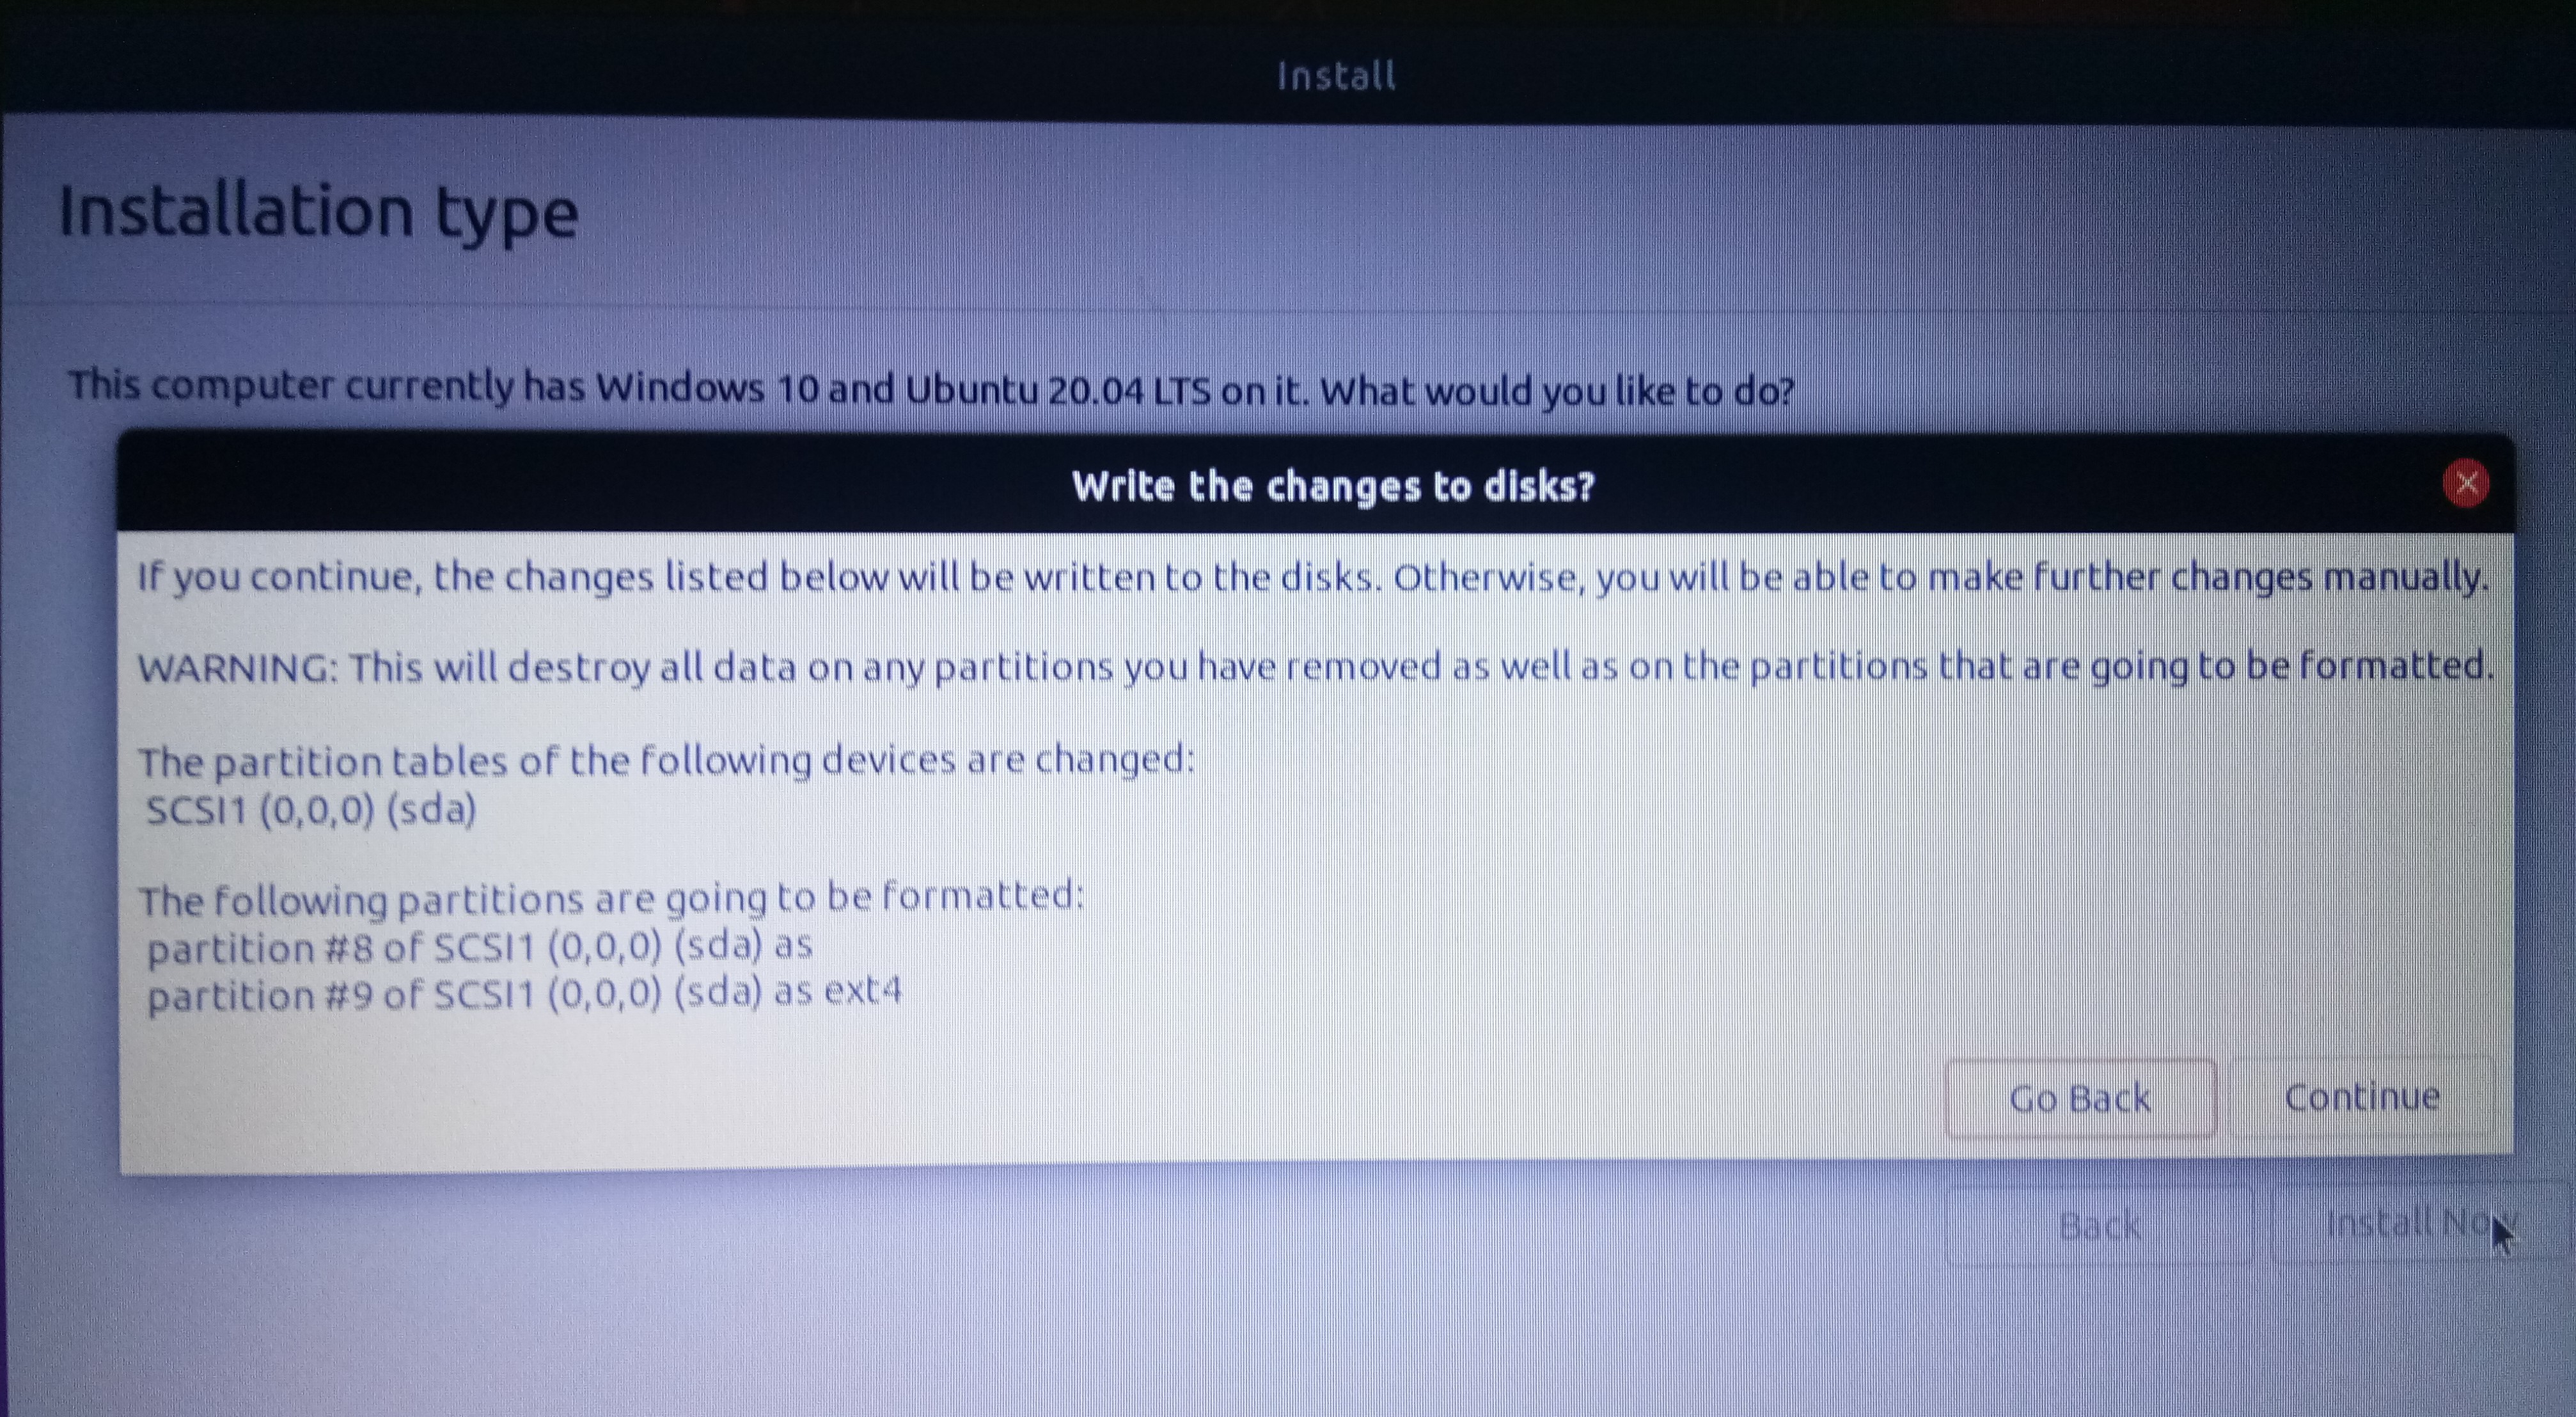 Install
Installation type
This computer currently has Windows 10 and Ubuntu 20.04 LTS on it. What would you like to do?
Write the changes to disks?
If you continue, the changes listed below will be written to the disks. Otherwise, you will be able to make further changes manually.
WARNING: This will destroy all data on any partitions you have removed as well as on the partitions that are going to be formatted.
The partition tables of the following devices are changed:
SCSI1 (0,0,0) (sda)
The following partitions are going to be formatted:
partition #8 of SCSI1 (0,0,0) (sda) as
partition #9 of SCSI1 (0,0,0) (sda) as ext4
Go Back Continue
Back Install Now